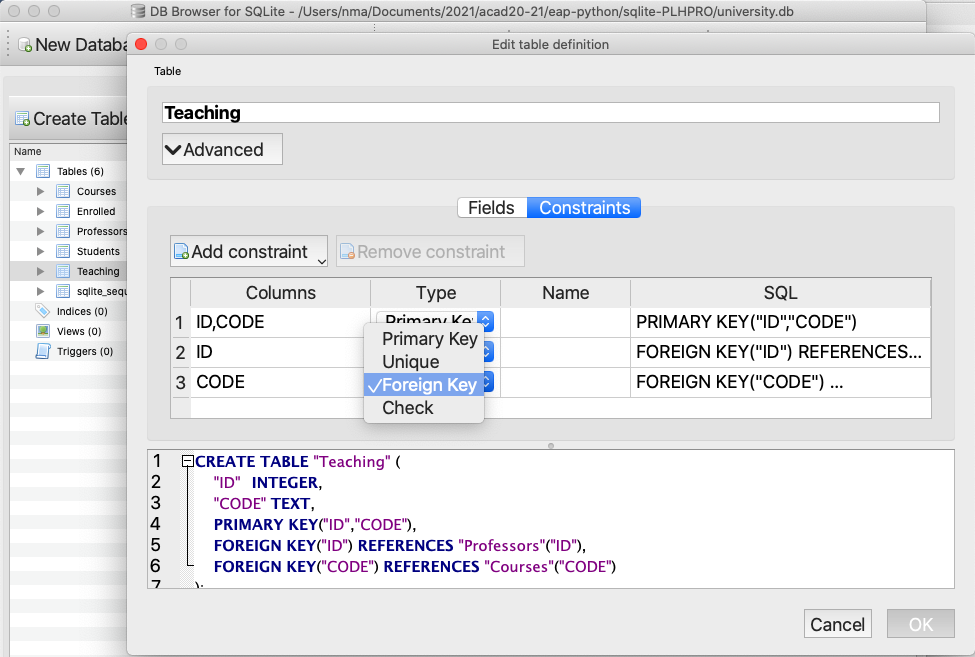 DB Browser for SQLite - /Users/nma/Documents/2021/acad20-21/eap-python/sqlite-PLHPRO/university.db
New Databa
Edit table definition
Table
Teaching
Advanced
Create Table
Name
Tables (6)
Courses
Enrolled
Professors
Students
Teaching
sqlite_sequ
Indices (0)
Views (0)
Triggers (0)
Fields
Constraints
Add constraint
Remove constraint
Columns Type Name SQL
1 ID,CODE Primary Ke PRIMARY KEY("ID","CODE")
2 ID FOREIGN KEY("ID") REFERENCES...
3 CODE FOREIGN KEY("CODE") ...
Primary Key
Unique
✓Foreign Key
Check
1 CREATE TABLE "Teaching" (
2 "ID" INTEGER,
3 "CODE" TEXT,
4 PRIMARY KEY("ID","CODE"),
5 FOREIGN KEY("ID") REFERENCES "Professors"("ID"),
6 FOREIGN KEY("CODE") REFERENCES "Courses"("CODE")
7 );
Cancel
OK